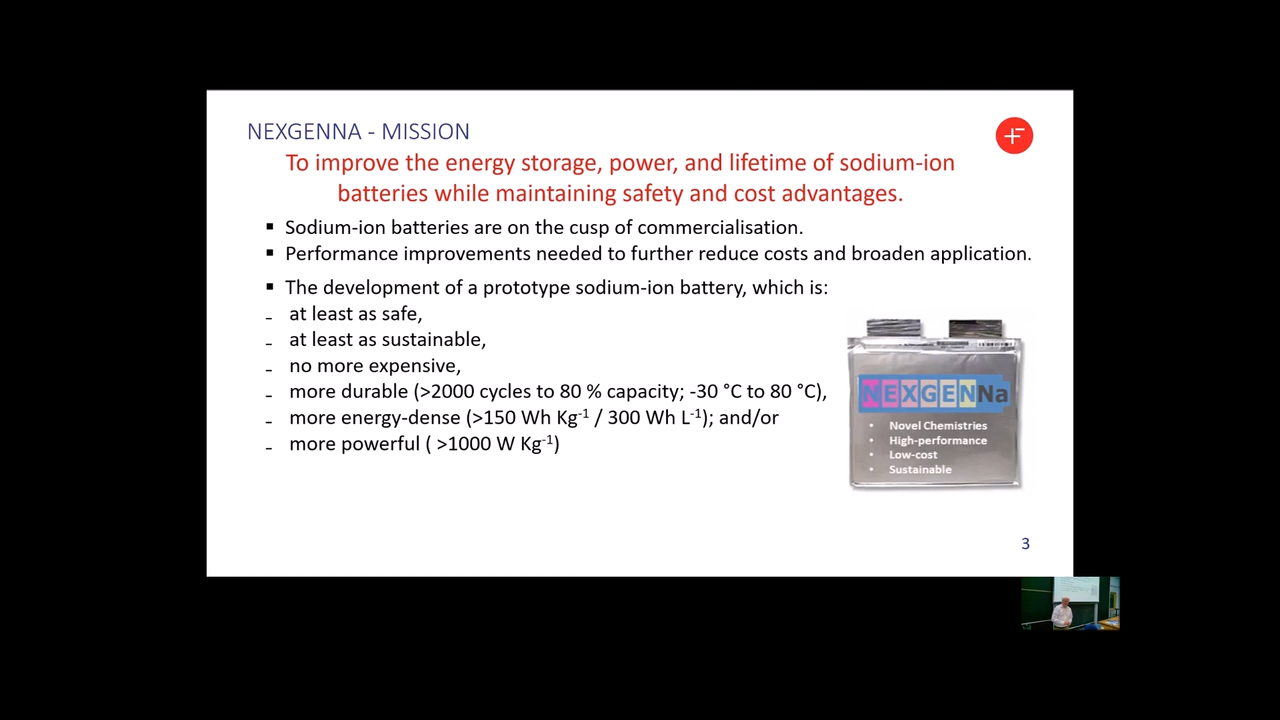 NEXGENNA - MISSION
To improve the energy storage, power, and lifetime of sodium-ion
batteries while maintaining safety and cost advantages.
▪ Sodium-ion batteries are on the cusp of commercialisation.
▪ Performance improvements needed to further reduce costs and broaden application.
▪ The development of a prototype sodium-ion battery, which is:
- at least as safe,
- at least as sustainable,
- no more expensive,
- more durable (>2000 cycles to 80 % capacity; -30 °C to 80 °C),
- more energy-dense (>150 Wh Kg⁻¹ / 300 Wh L⁻¹); and/or
- more powerful ( >1000 W Kg⁻¹)
NEXGENNa
• Novel Chemistries
• High-performance
• Low-cost
• Sustainable
3